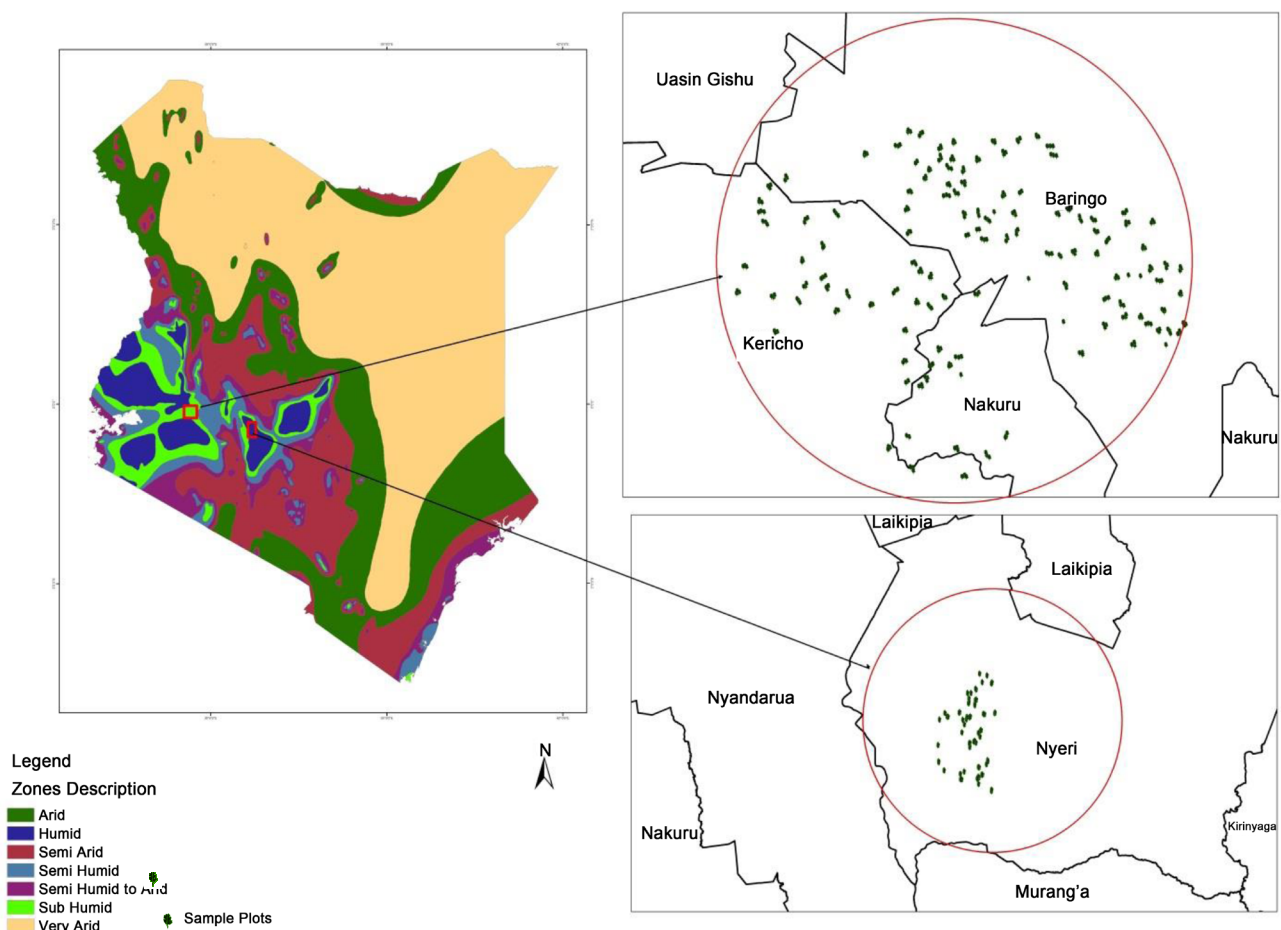 Uasin Gishu
Baringo
Kericho
Nakuru
Nakuru
Laikipia
Laikipia
Nyandarua
Nyeri
Nakuru
Kirinyaga
Murang'a
N
Legend
Zones Description
Arid
Humid
Semi Arid
Semi Humid
Semi Humid to Arid
Sub Humid
Very Arid
Sample Plots